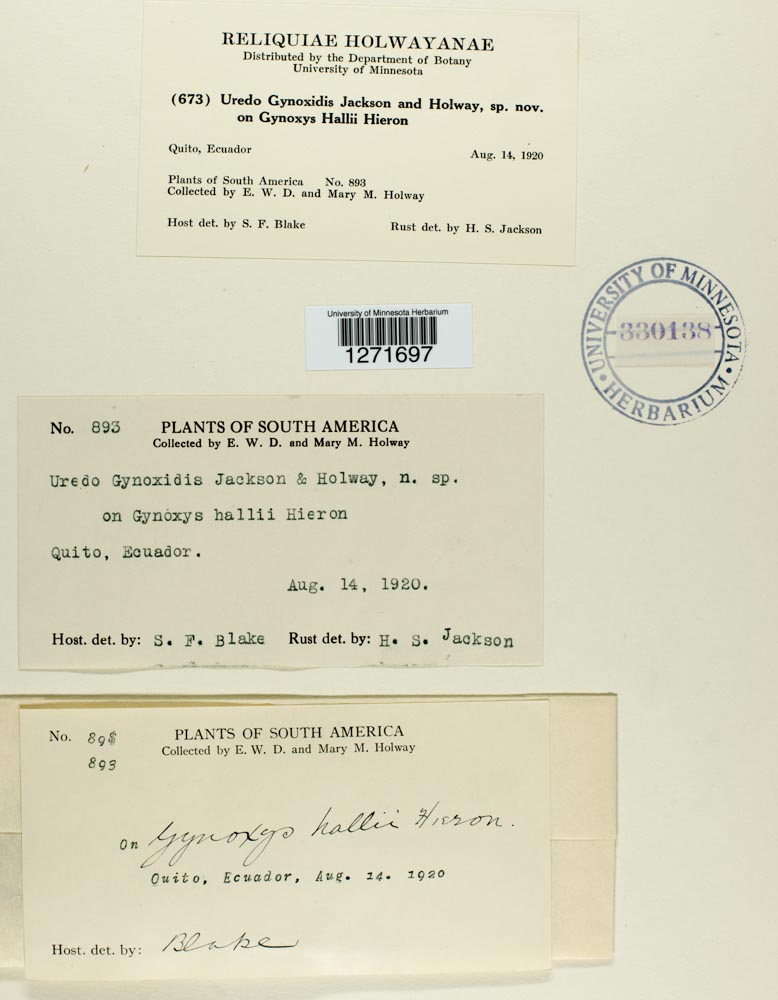 RELIQUIAE HOLWAYANAE
Distributed by the Department of Botany
University of Minnesota
(673) Uredo Gynoxidis Jackson and Holway, sp. nov.
on Gynoxys Hallii Hieron
Quito, Ecuador Aug. 14, 1920
Plants of South America No. 893
Collected by E. W. D. and Mary M. Holway
Host det. by S. F. Blake Rust det. by H. S. Jackson
University of Minnesota Herbarium
1271697
UNIVERSITY OF MINNESOTA
330138
HERBARIUM
No. 893 PLANTS OF SOUTH AMERICA
Collected by E. W. D. and Mary M. Holway
Uredo Gynoxidis Jackson & Holway, n. sp.
on Gynoxys hallii Hieron
Quito, Ecuador.
Aug. 14, 1920.
Host. det. by: S. F. Blake Rust det. by: H. S. Jackson
No. PLANTS OF SOUTH AMERICA
893 Collected by E. W. D. and Mary M. Holway
On Gynoxys hallii Hieron.
Quito, Ecuador, Aug. 14. 1920
Host. det. by: Blake